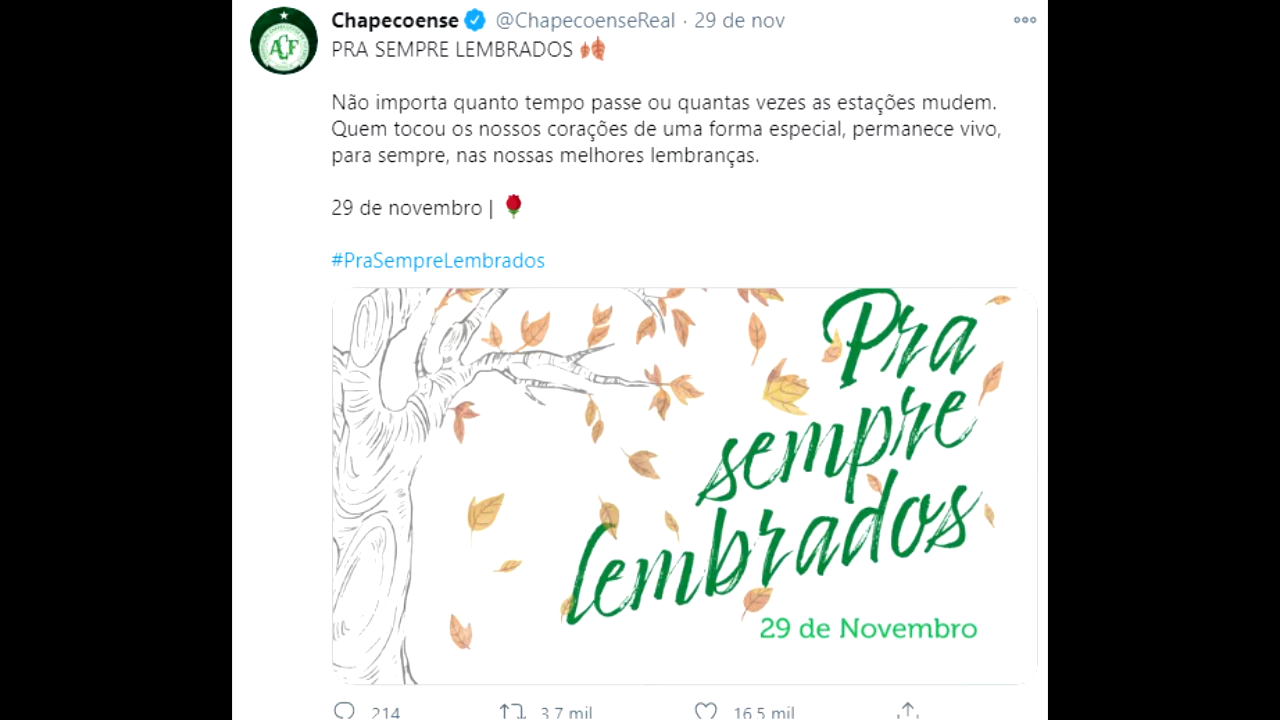 Chapecoense @ChapecoenseReal · 29 de nov
PRA SEMPRE LEMBRADOS 🍂
Não importa quanto tempo passe ou quantas vezes as estações mudem.
Quem tocou os nossos corações de uma forma especial, permanece vivo,
para sempre, nas nossas melhores lembranças.
29 de novembro | 🌹
#PraSempreLembrados
Pra
sempre
lembrados
29 de Novembro
214 3,7 mil 16,5 mil
ACF